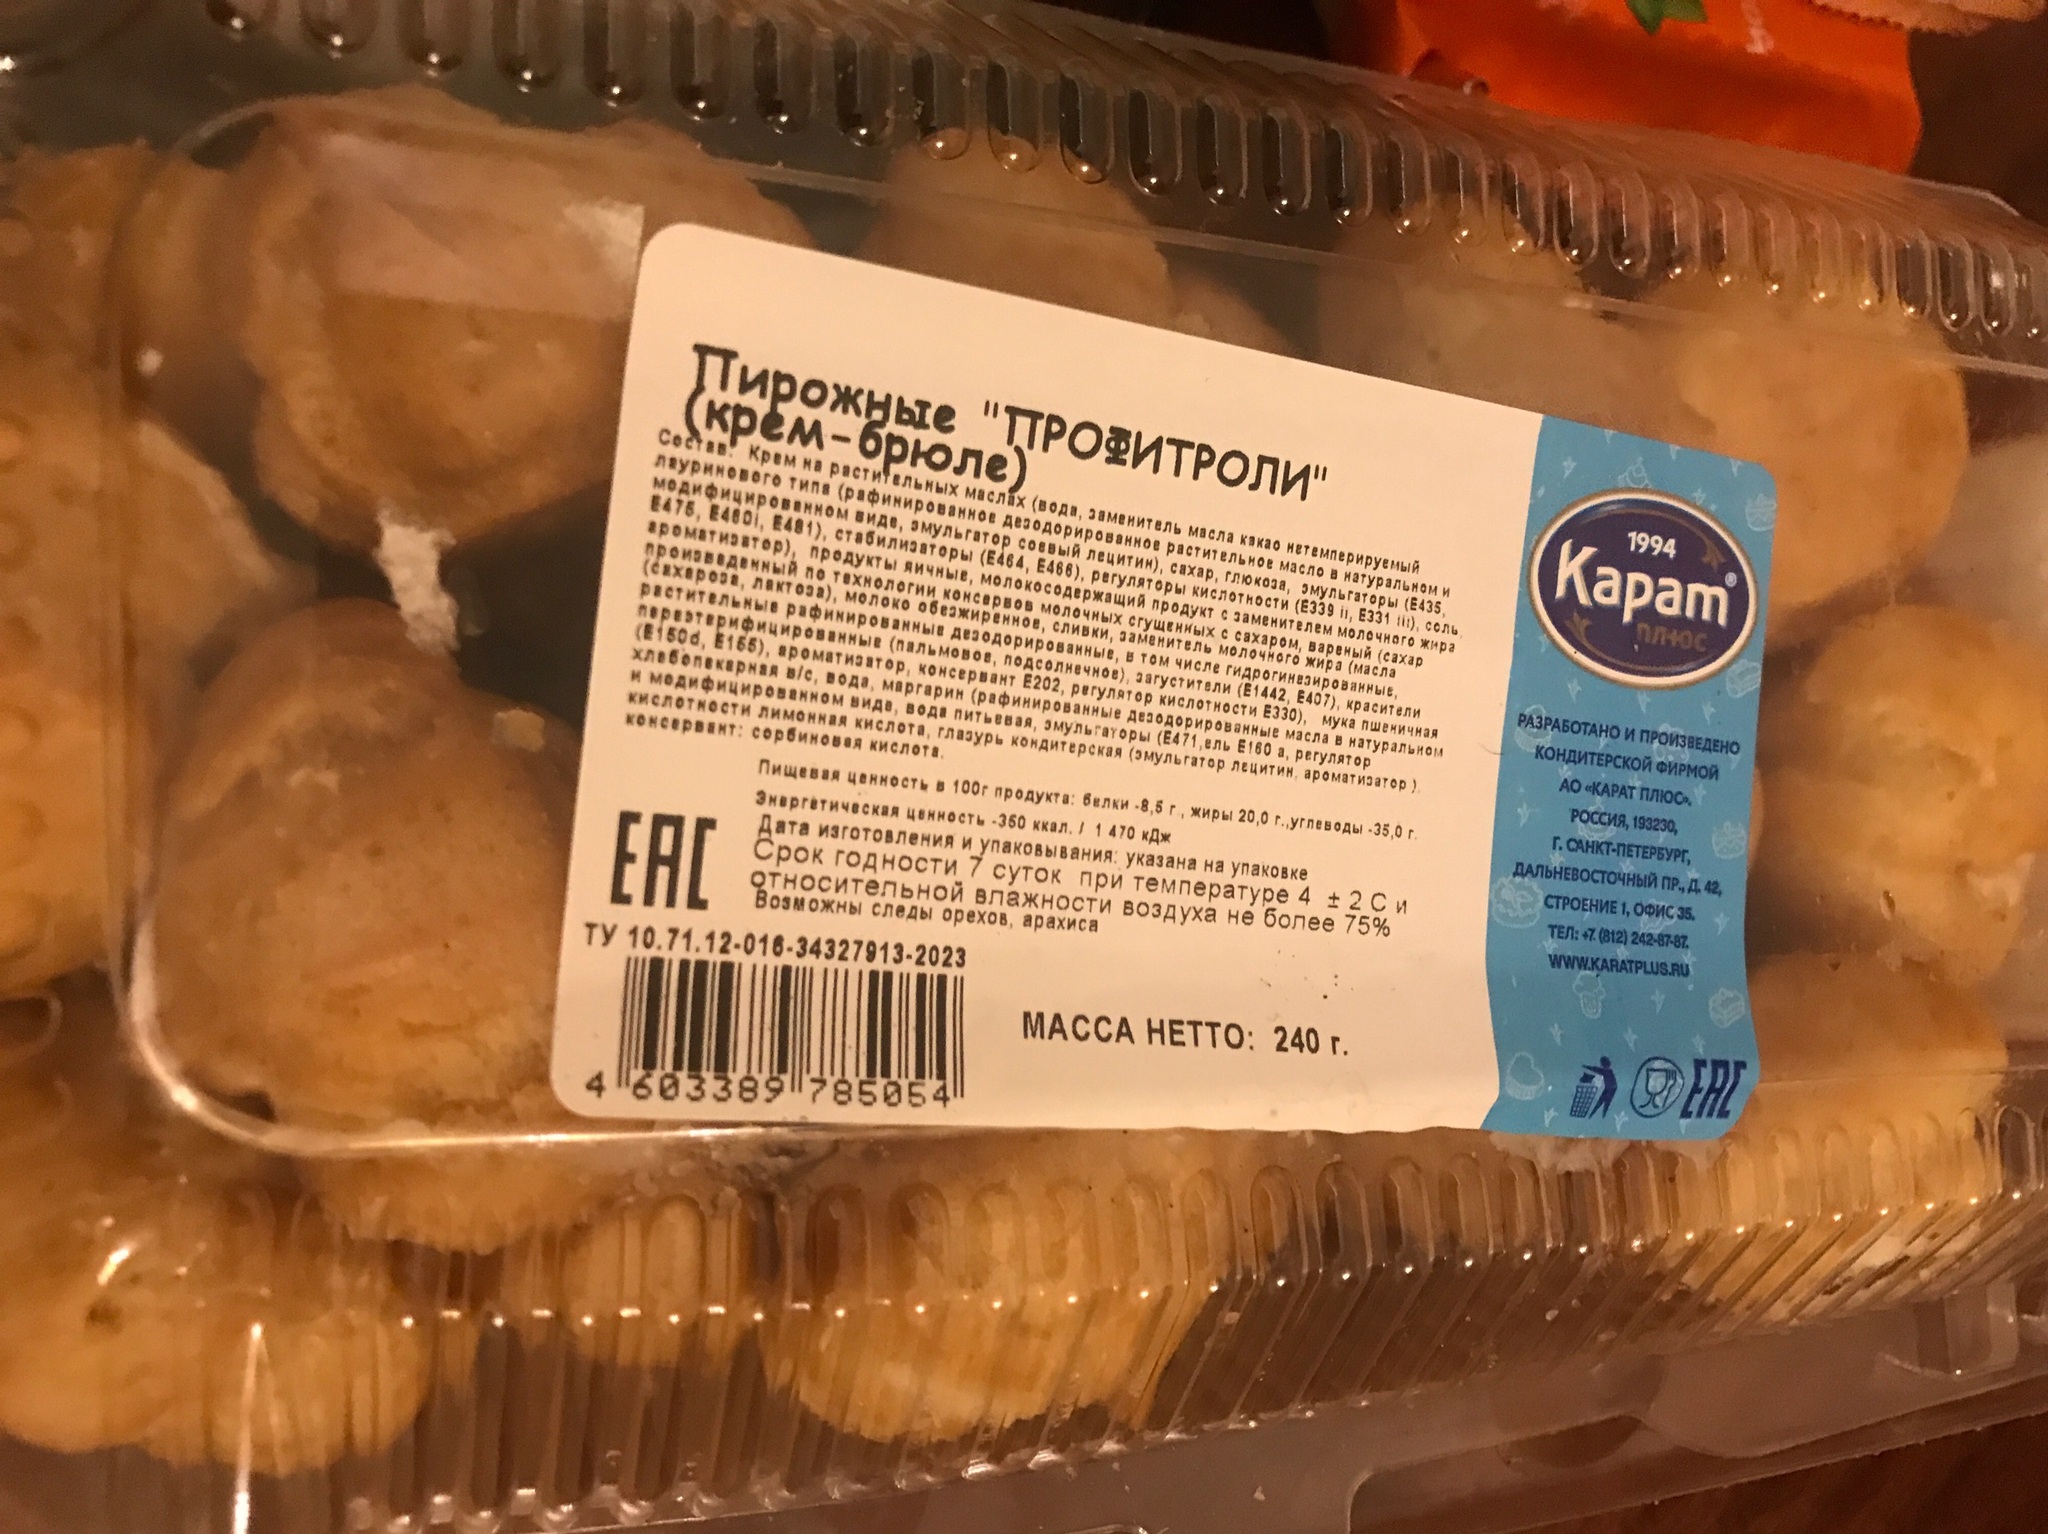 Пирожные "ПРОФИТРОЛИ"
(крем-брюле)
Состав: Крем на растительных маслах (вода, заменитель масла какао нетемперируемый
лауринового типа (рафинированное дезодорированное растительное масло в натуральном и
модифицированном виде, эмульгатор соевый лецитин), сахар, глюкоза, эмульгаторы (Е435,
Е475, Е460i, Е481), стабилизаторы (Е464, Е466), регуляторы кислотности (Е339 ii, Е331 iii), соль,
ароматизатор), продукты яичные, молокосодержащий продукт с заменителем молочного жира
произведенный по технологии консервов молочных сгущенных с сахаром, вареный (сахар
(сахароза, лактоза), молоко обезжиренное, сливки, заменитель молочного жира (масла
растительные рафинированные дезодорированные, в том числе гидрогинезированные,
переэтерифицированные (пальмовое, подсолнечное), загустители (Е1442, Е407), красители
(Е150d, Е155), ароматизатор, консервант Е202, регулятор кислотности Е330), мука пшеничная
хлебопекарная в/с, вода, маргарин (рафинированные дезодорированные масла в натуральном
и модифицированном виде, вода питьевая, эмульгаторы (Е471,ель Е160 а, регулятор
кислотности лимонная кислота, глазурь кондитерская (эмульгатор лецитин, ароматизатор )
консервант: сорбиновая кислота.
Пищевая ценность в 100г продукта: белки -8,5 г , жиры 20,0 г.,углеводы -35,0 г.
Энергетическая ценность -350 ккал. / 1 470 кДж
Дата изготовления и упаковывания: указана на упаковке
Срок годности 7 суток при температуре 4 ± 2 С и
относительной влажности воздуха не более 75%
Возможны следы орехов, арахиса
ЕАС
ТУ 10.71.12-016-34327913-2023
4 603389 785054
МАССА НЕТТО: 240 г.
1994
Карат®
плюс
РАЗРАБОТАНО И ПРОИЗВЕДЕНО
КОНДИТЕРСКОЙ ФИРМОЙ
АО «КАРАТ ПЛЮС»,
РОССИЯ, 193230,
Г. САНКТ-ПЕТЕРБУРГ,
ДАЛЬНЕВОСТОЧНЫЙ ПР., Д. 42,
СТРОЕНИЕ 1, ОФИС 35.
ТЕЛ: +7 (812) 242-87-87.
WWW.KARATPLUS.RU
ЕАС